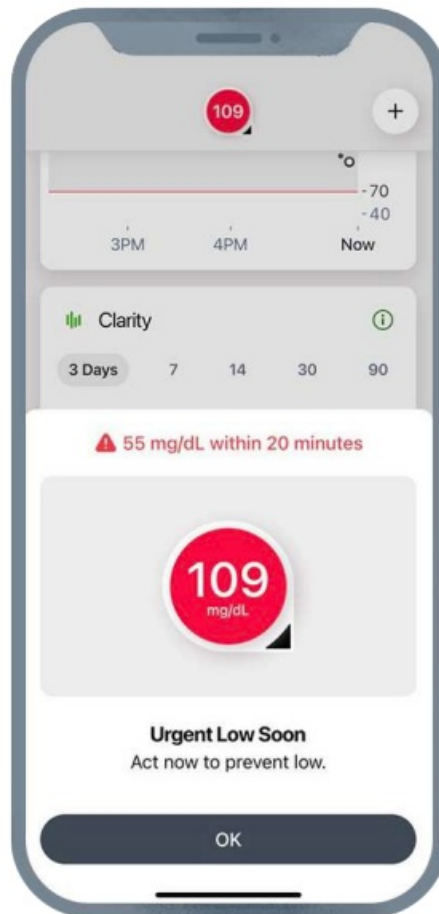 109
+
-70
-40
3PM 4PM Now
Clarity
3 Days 7 14 30 90
55 mg/dL within 20 minutes
109
mg/dL
Urgent Low Soon
Act now to prevent low.
OK